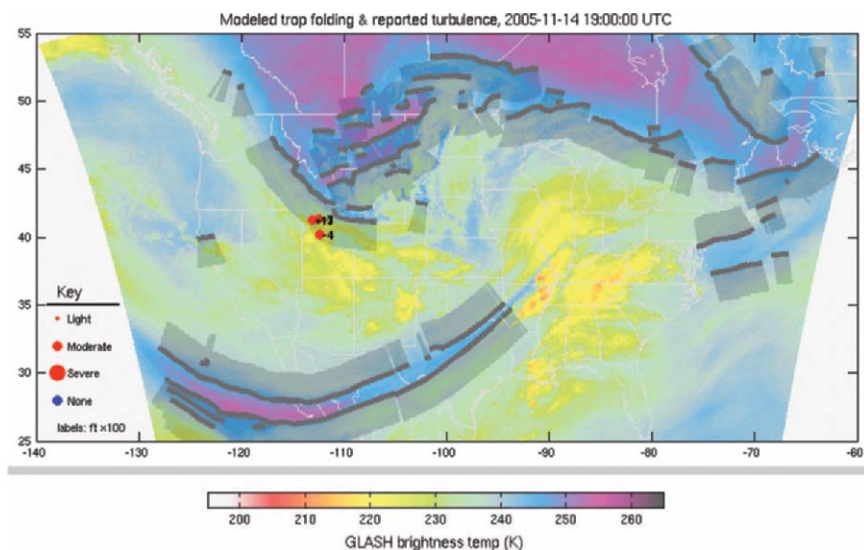 Modeled trop folding & reported turbulence, 2005-11-14 19:00:00 UTC
55
50
45
40
35
30
25
-140 -130 -120 -110 -100 -90 -80 -70 -60
Key
Light
Moderate
Severe
None
labels: ft ×100
200 210 220 230 240 250 260
GLASH brightness temp (K)